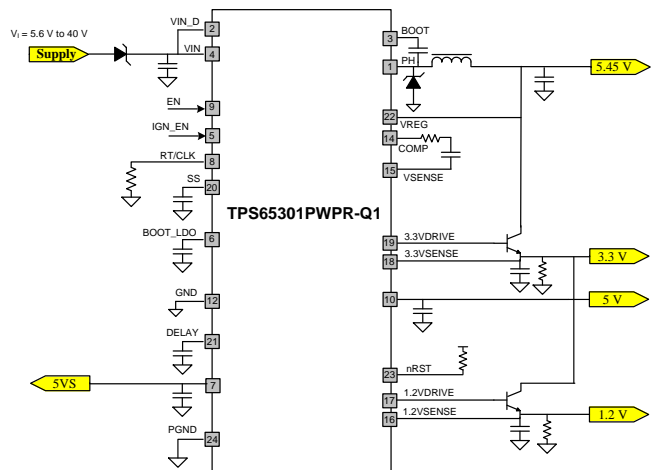 VI = 5.6 V to 40 V
Supply
VIN_D
2
4
VIN
EN
9
IGN_EN
5
RT/CLK
8
SS
20
BOOT_LDO
6
GND
12
DELAY
21
5VS
7
PGND
24
TPS65301PWPR-Q1
3
BOOT
1
PH
5.45 V
22
VREG
14
COMP
15
VSENSE
19
3.3VDRIVE
18
3.3VSENSE
3.3 V
10
5 V
23
nRST
17
1.2VDRIVE
16
1.2VSENSE
1.2 V